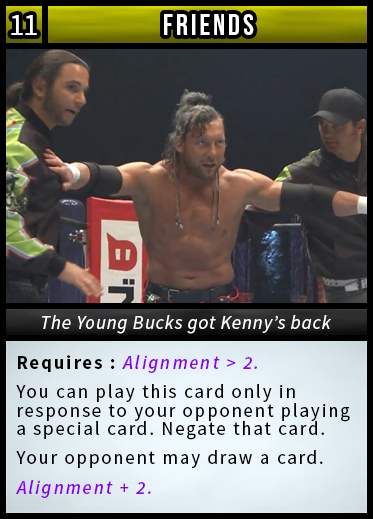 11
FRIENDS
The Young Bucks got Kenny's back
Requires : Alignment > 2.
You can play this card only in
response to your opponent playing
a special card. Negate that card.
Your opponent may draw a card.
Alignment + 2.